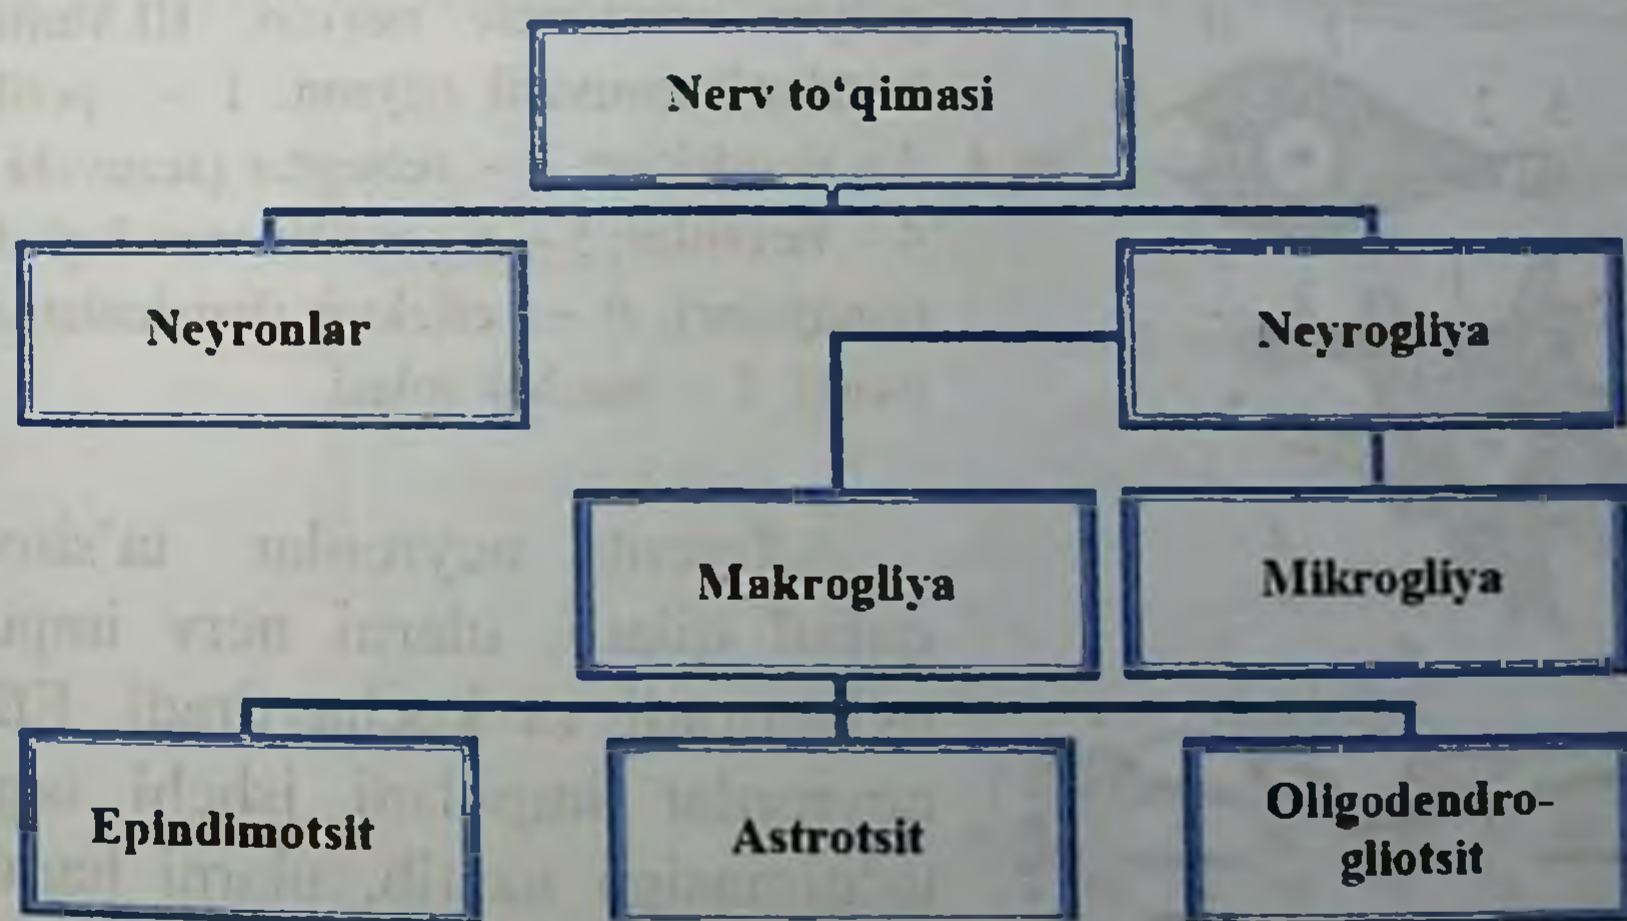 Nerv to‘qimasi
Neyronlar
Neyrogliya
Makrogliya
Mikrogliya
Epindimotsit
Astrotsit
Oligodendro-
gliotsit